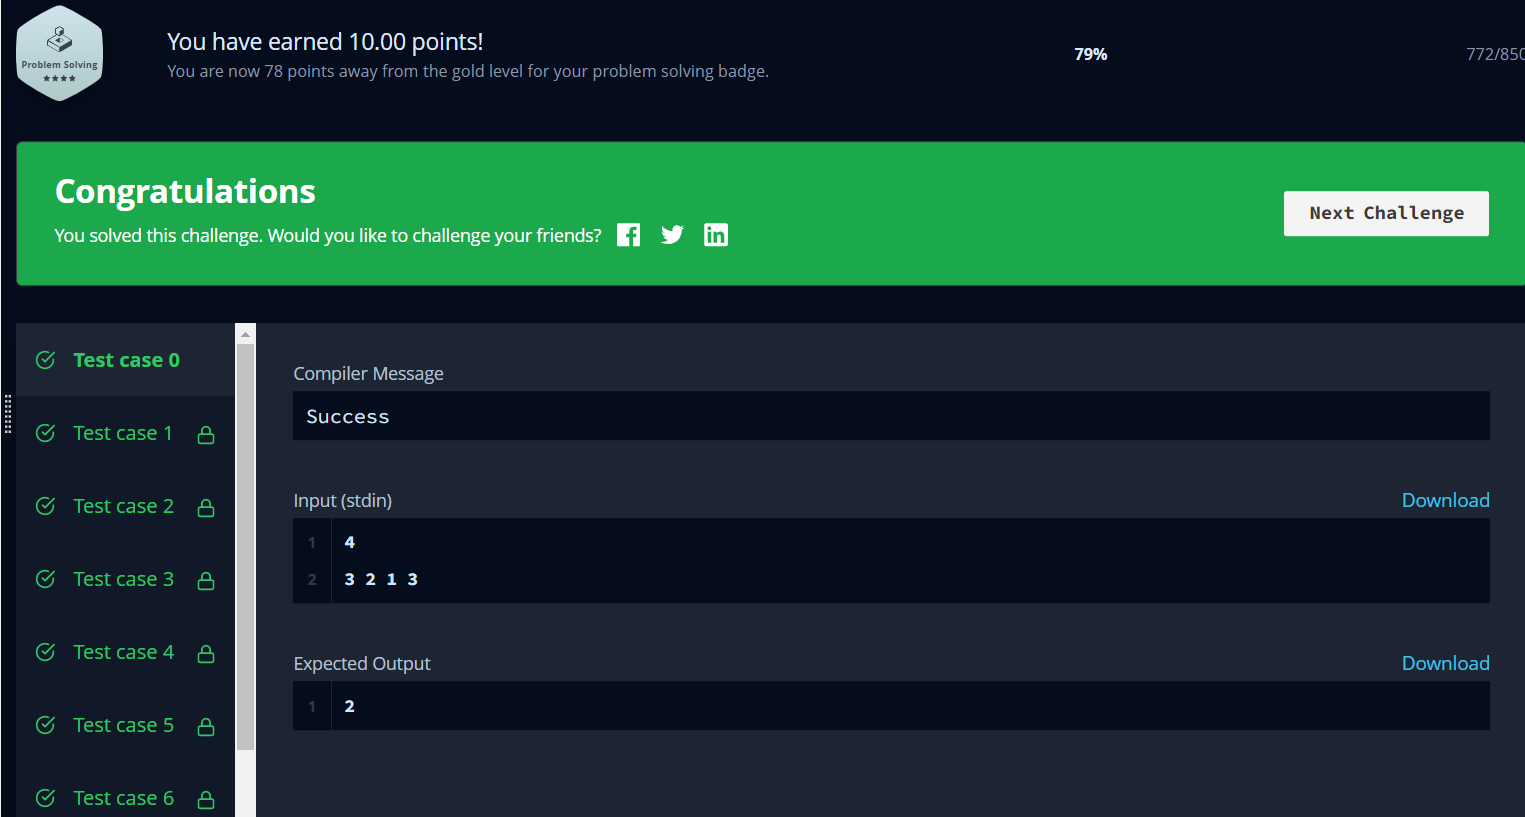 Problem Solving
You have earned 10.00 points!
You are now 78 points away from the gold level for your problem solving badge.
79%
772/850
Congratulations
You solved this challenge. Would you like to challenge your friends?
Next Challenge
Test case 0
Test case 1
Test case 2
Test case 3
Test case 4
Test case 5
Test case 6
Compiler Message
Success
Input (stdin)
Download
1 4
2 3 2 1 3
Expected Output
Download
1 2